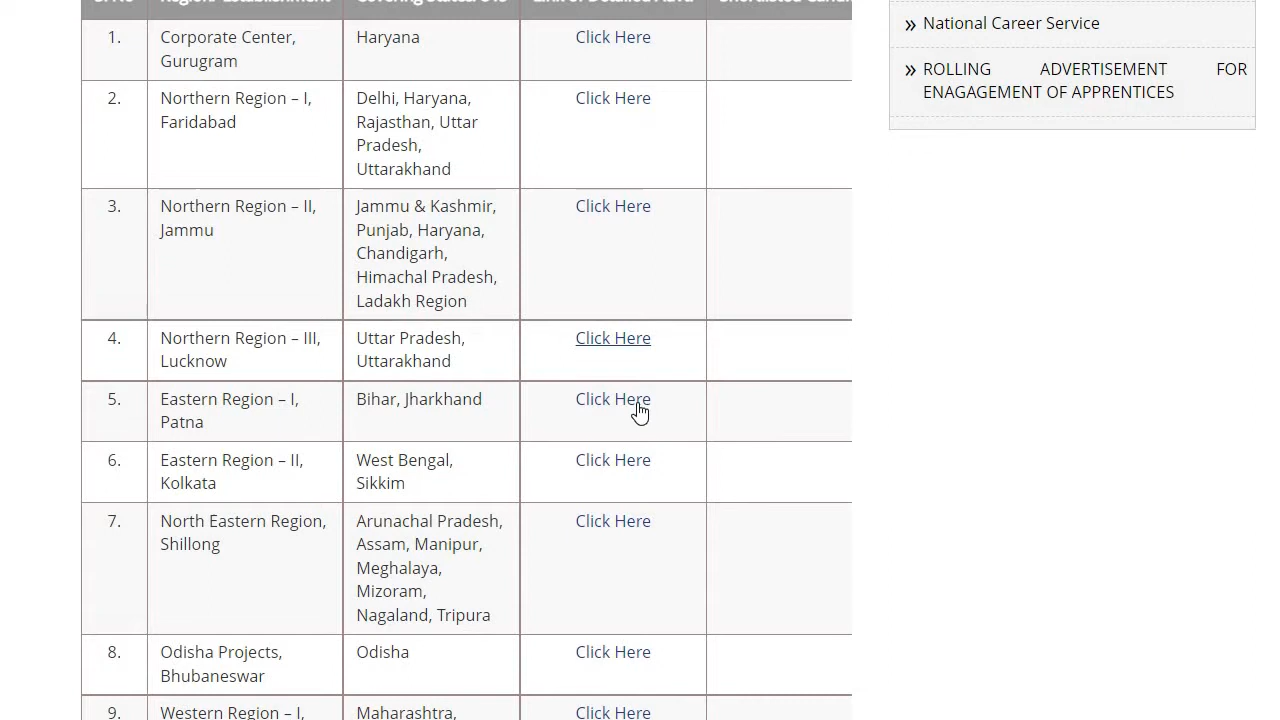 1.
Corporate Center,
Gurugram
Haryana
Click Here
2.
Northern Region – I,
Faridabad
Delhi, Haryana,
Rajasthan, Uttar
Pradesh,
Uttarakhand
Click Here
3.
Northern Region – II,
Jammu
Jammu & Kashmir,
Punjab, Haryana,
Chandigarh,
Himachal Pradesh,
Ladakh Region
Click Here
4.
Northern Region – III,
Lucknow
Uttar Pradesh,
Uttarakhand
Click Here
5.
Eastern Region – I,
Patna
Bihar, Jharkhand
Click Here
6.
Eastern Region – II,
Kolkata
West Bengal,
Sikkim
Click Here
7.
North Eastern Region,
Shillong
Arunachal Pradesh,
Assam, Manipur,
Meghalaya,
Mizoram,
Nagaland, Tripura
Click Here
8.
Odisha Projects,
Bhubaneswar
Odisha
Click Here
9.
Western Region – I,
Maharashtra,
Click Here
» National Career Service
» ROLLING ADVERTISEMENT FOR
ENAGAGEMENT OF APPRENTICES